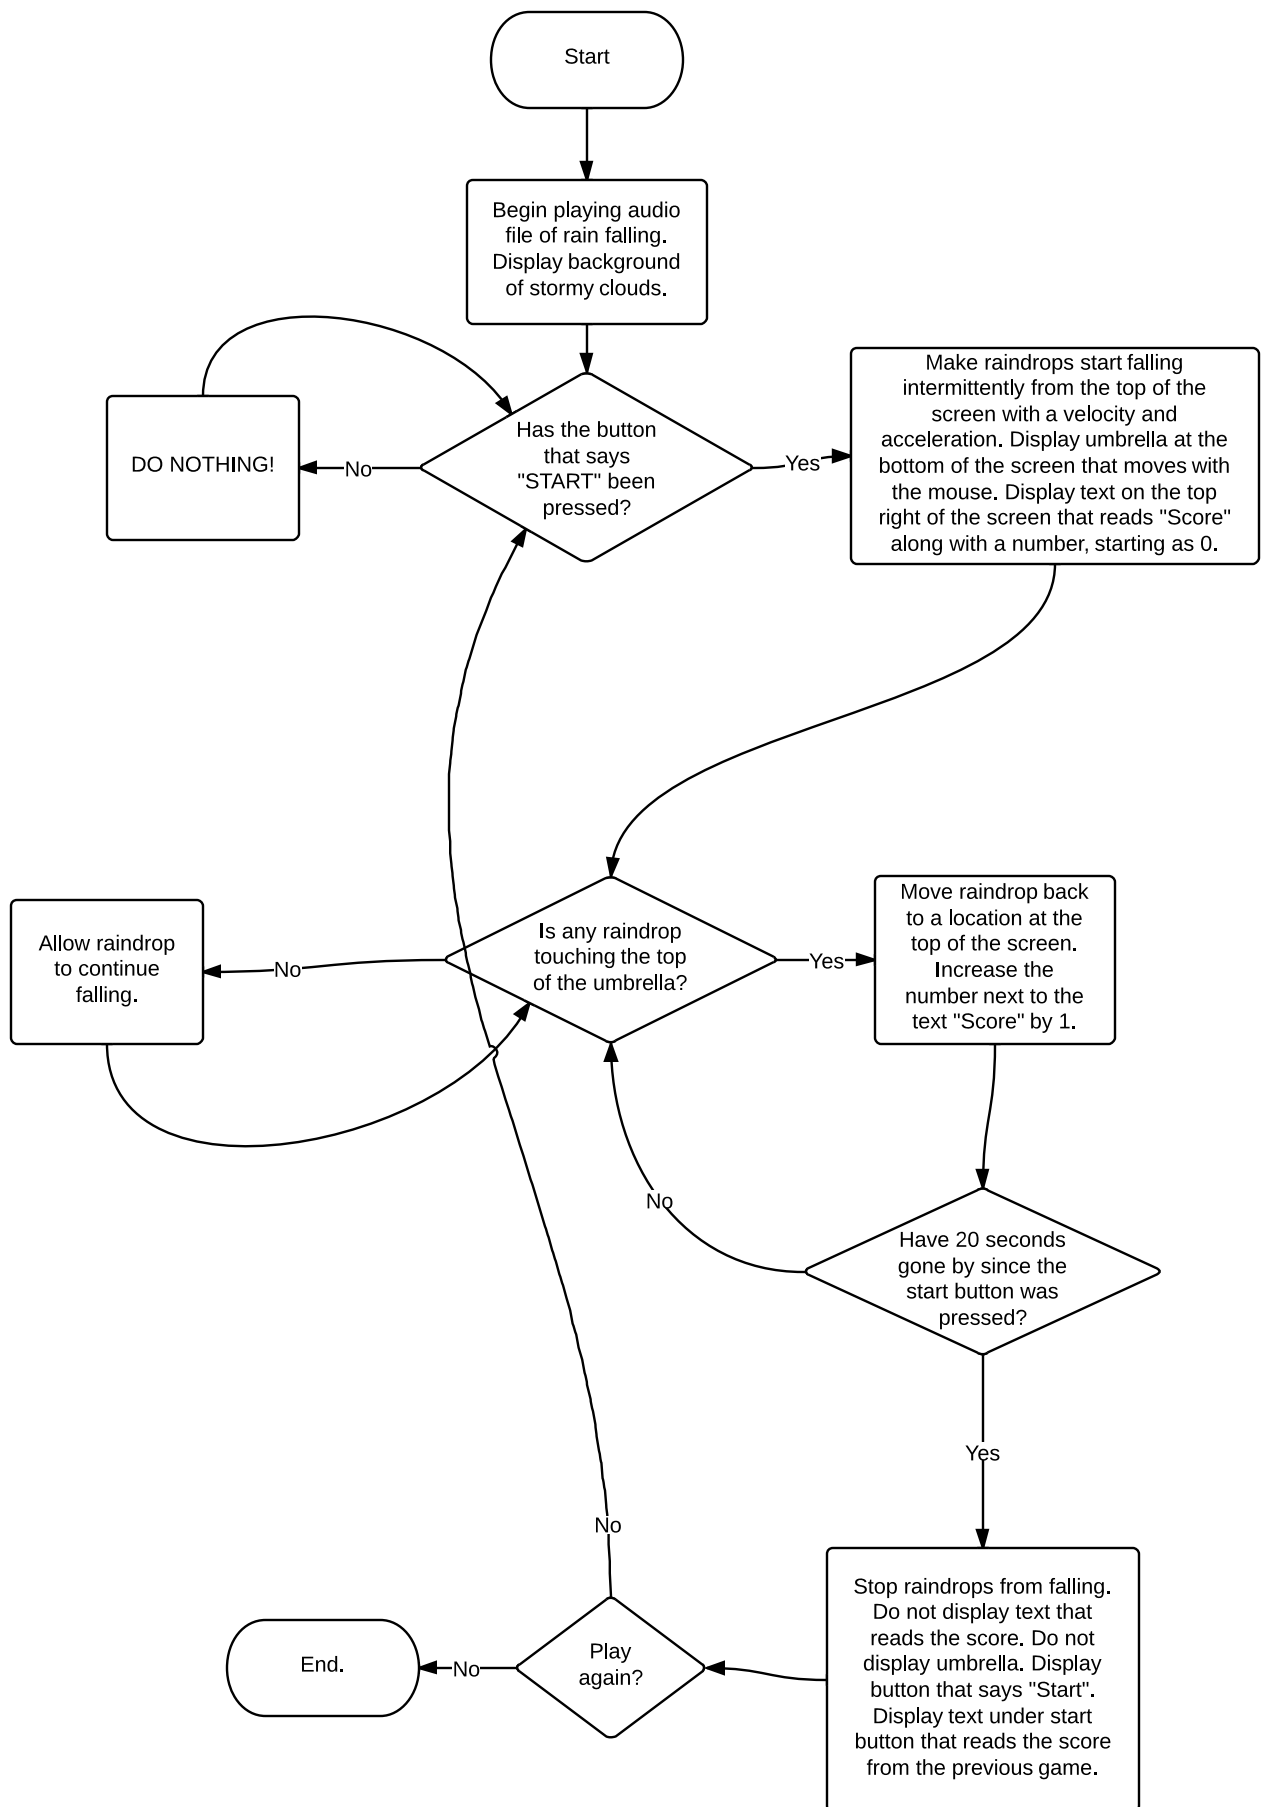 Start
Begin playing audio
file of rain falling.
Display background
of stormy clouds.
DO NOTHING!
No
Has the button
that says
"START" been
pressed?
Yes
Make raindrops start falling
intermittently from the top of the
screen with a velocity and
acceleration. Display umbrella at the
bottom of the screen that moves with
the mouse. Display text on the top
right of the screen that reads "Score"
along with a number, starting as 0.
Allow raindrop
to continue
falling.
No
Is any raindrop
touching the top
of the umbrella?
Yes
Move raindrop back
to a location at the
top of the screen.
Increase the
number next to the
text "Score" by 1.
No
Have 20 seconds
gone by since the
start button was
pressed?
Yes
No
End.
No
Play
again?
Stop raindrops from falling.
Do not display text that
reads the score. Do not
display umbrella. Display
button that says "Start".
Display text under start
button that reads the score
from the previous game.